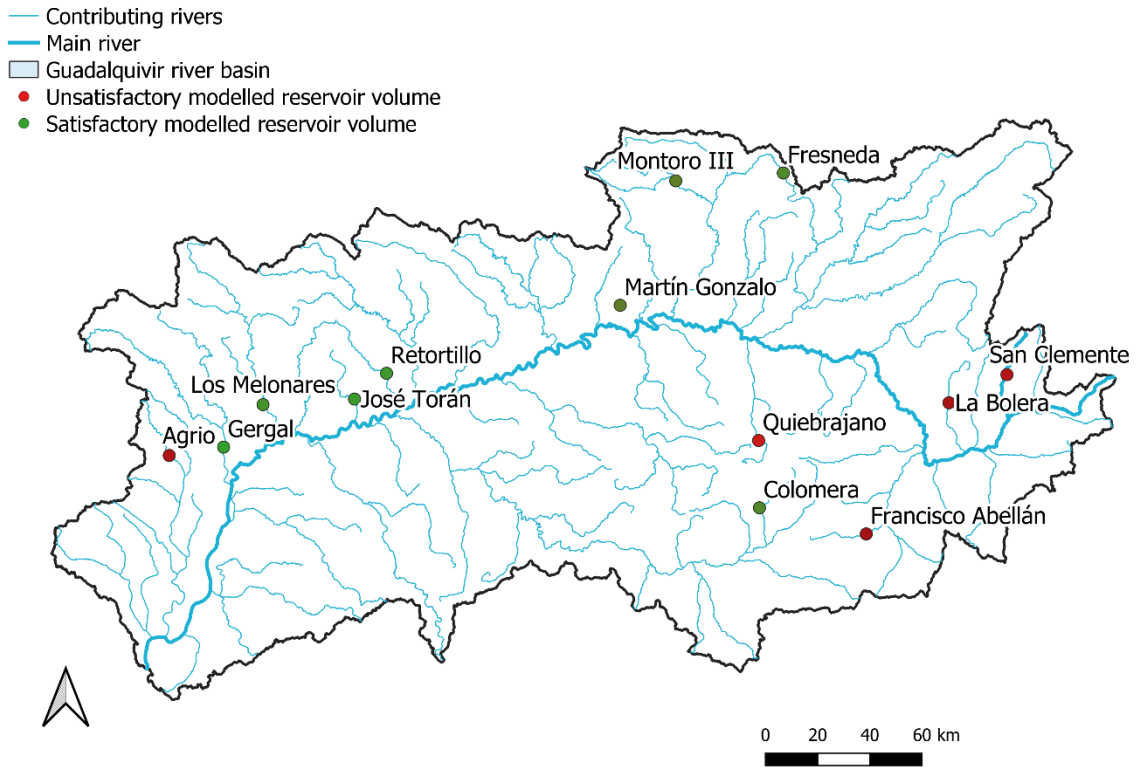 Contributing rivers
Main river
Guadalquivir river basin
Unsatisfactory modelled reservoir volume
Satisfactory modelled reservoir volume
Montoro III
Fresneda
Martín Gonzalo
Retortillo
San Clemente
Los Melonares
José Torán
La Bolera
Agrio
Gergal
Quiebrajano
Colomera
Francisco Abellán
0 20 40 60 km